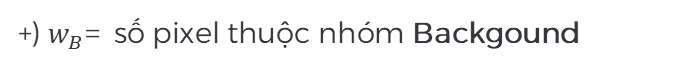 +) w_B= số pixel thuộc nhóm Backgound